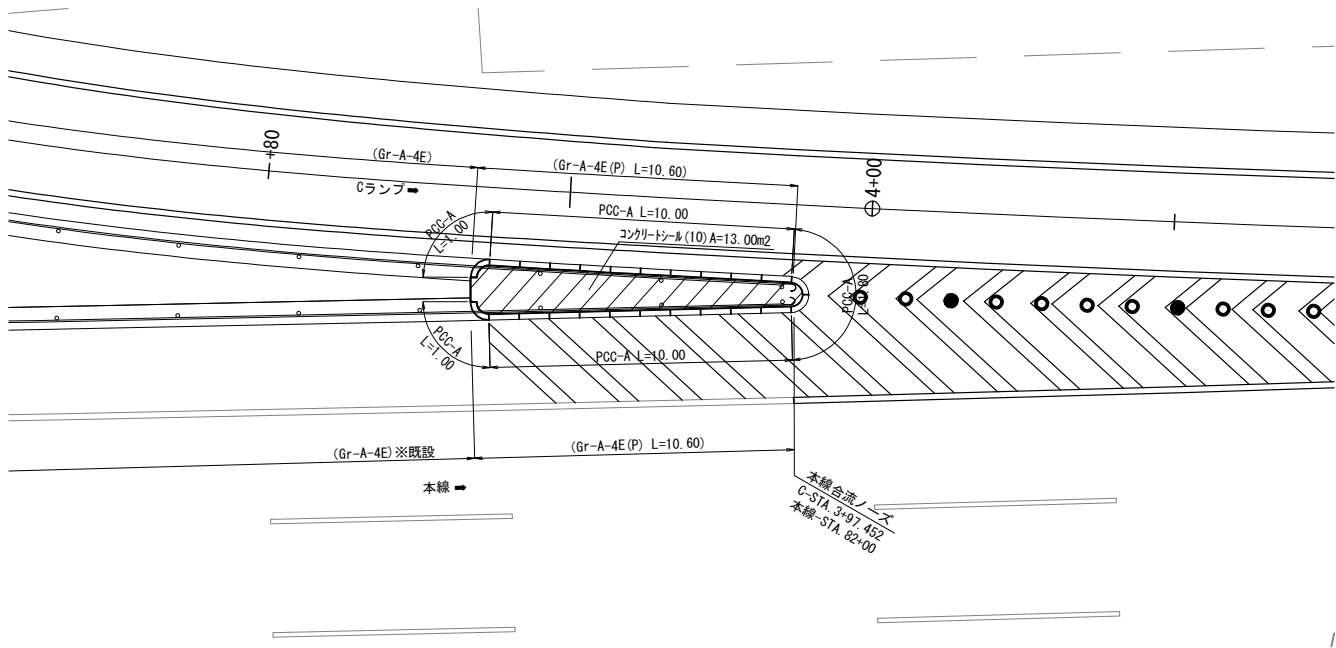 +80
(Gr-A-4E)
(Gr-A-4E(P) L=10.60)
Cランプ➡
4+00
PCC-A
L=1.00
PCC-A L=10.00
コンクリートシール(10)A=13.00m2
PCC-A
PCC-A
L=1.00
PCC-A L=10.00
(Gr-A-4E)※既設
(Gr-A-4E(P) L=10.60)
本線➡
本線合流ノーズ
C-STA.3+97.452
本線-STA.82+00